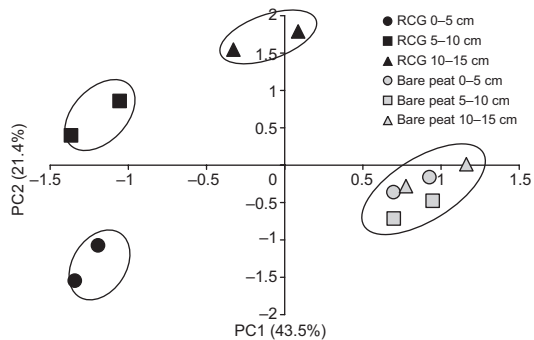 2
1.5
1
0.5
0
–0.5
–1
–1.5
–2
–1.5
–1
–0.5
0.5
1
1.5
PC2 (21.4%)
PC1 (43.5%)
RCG 0–5 cm
RCG 5–10 cm
RCG 10–15 cm
Bare peat 0–5 cm
Bare peat 5–10 cm
Bare peat 10–15 cm